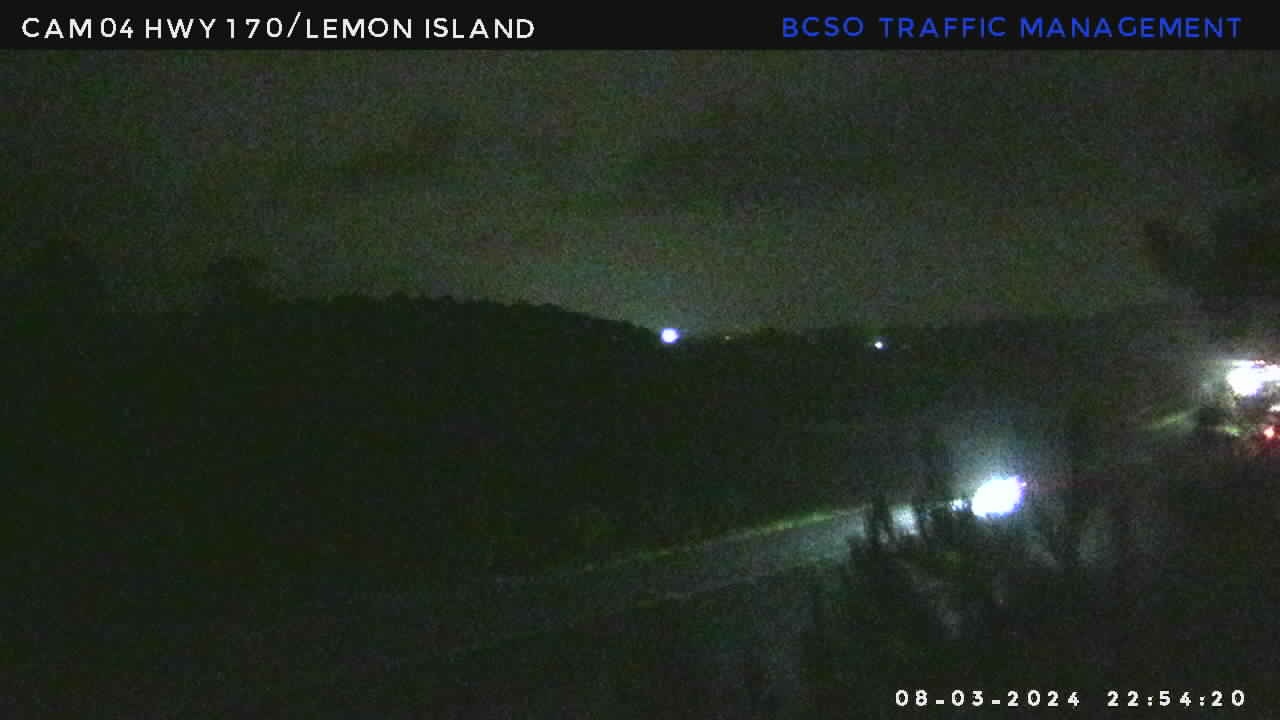 CAM04 HWY 170/LEMON ISLAND
BCSO TRAFFIC MANAGEMENT
08-03-2024 22:54:20